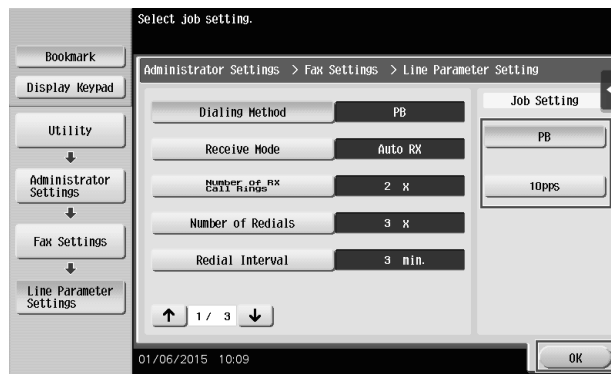 Select job setting.
Bookmark
Display Keypad
Utility
Administrator
Settings
Fax Settings
Line Parameter
Settings
Administrator Settings > Fax Settings > Line Parameter Setting
Dialing Method PB
Receive Mode Auto RX
Number of RX
Call Rings 2 X
Number of Redials 3 X
Redial Interval 3 min.
1/ 3
Job Setting
PB
10pps
01/06/2015 10:09
OK